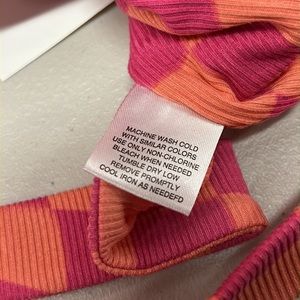 MACHINE WASH COLD
WITH SIMILAR COLORS
USE ONLY NON-CHLORINE
BLEACH WHEN NEEDED
TUMBLE DRY LOW
REMOVE PROMPTLY
COOL IRON AS NEEDEFD